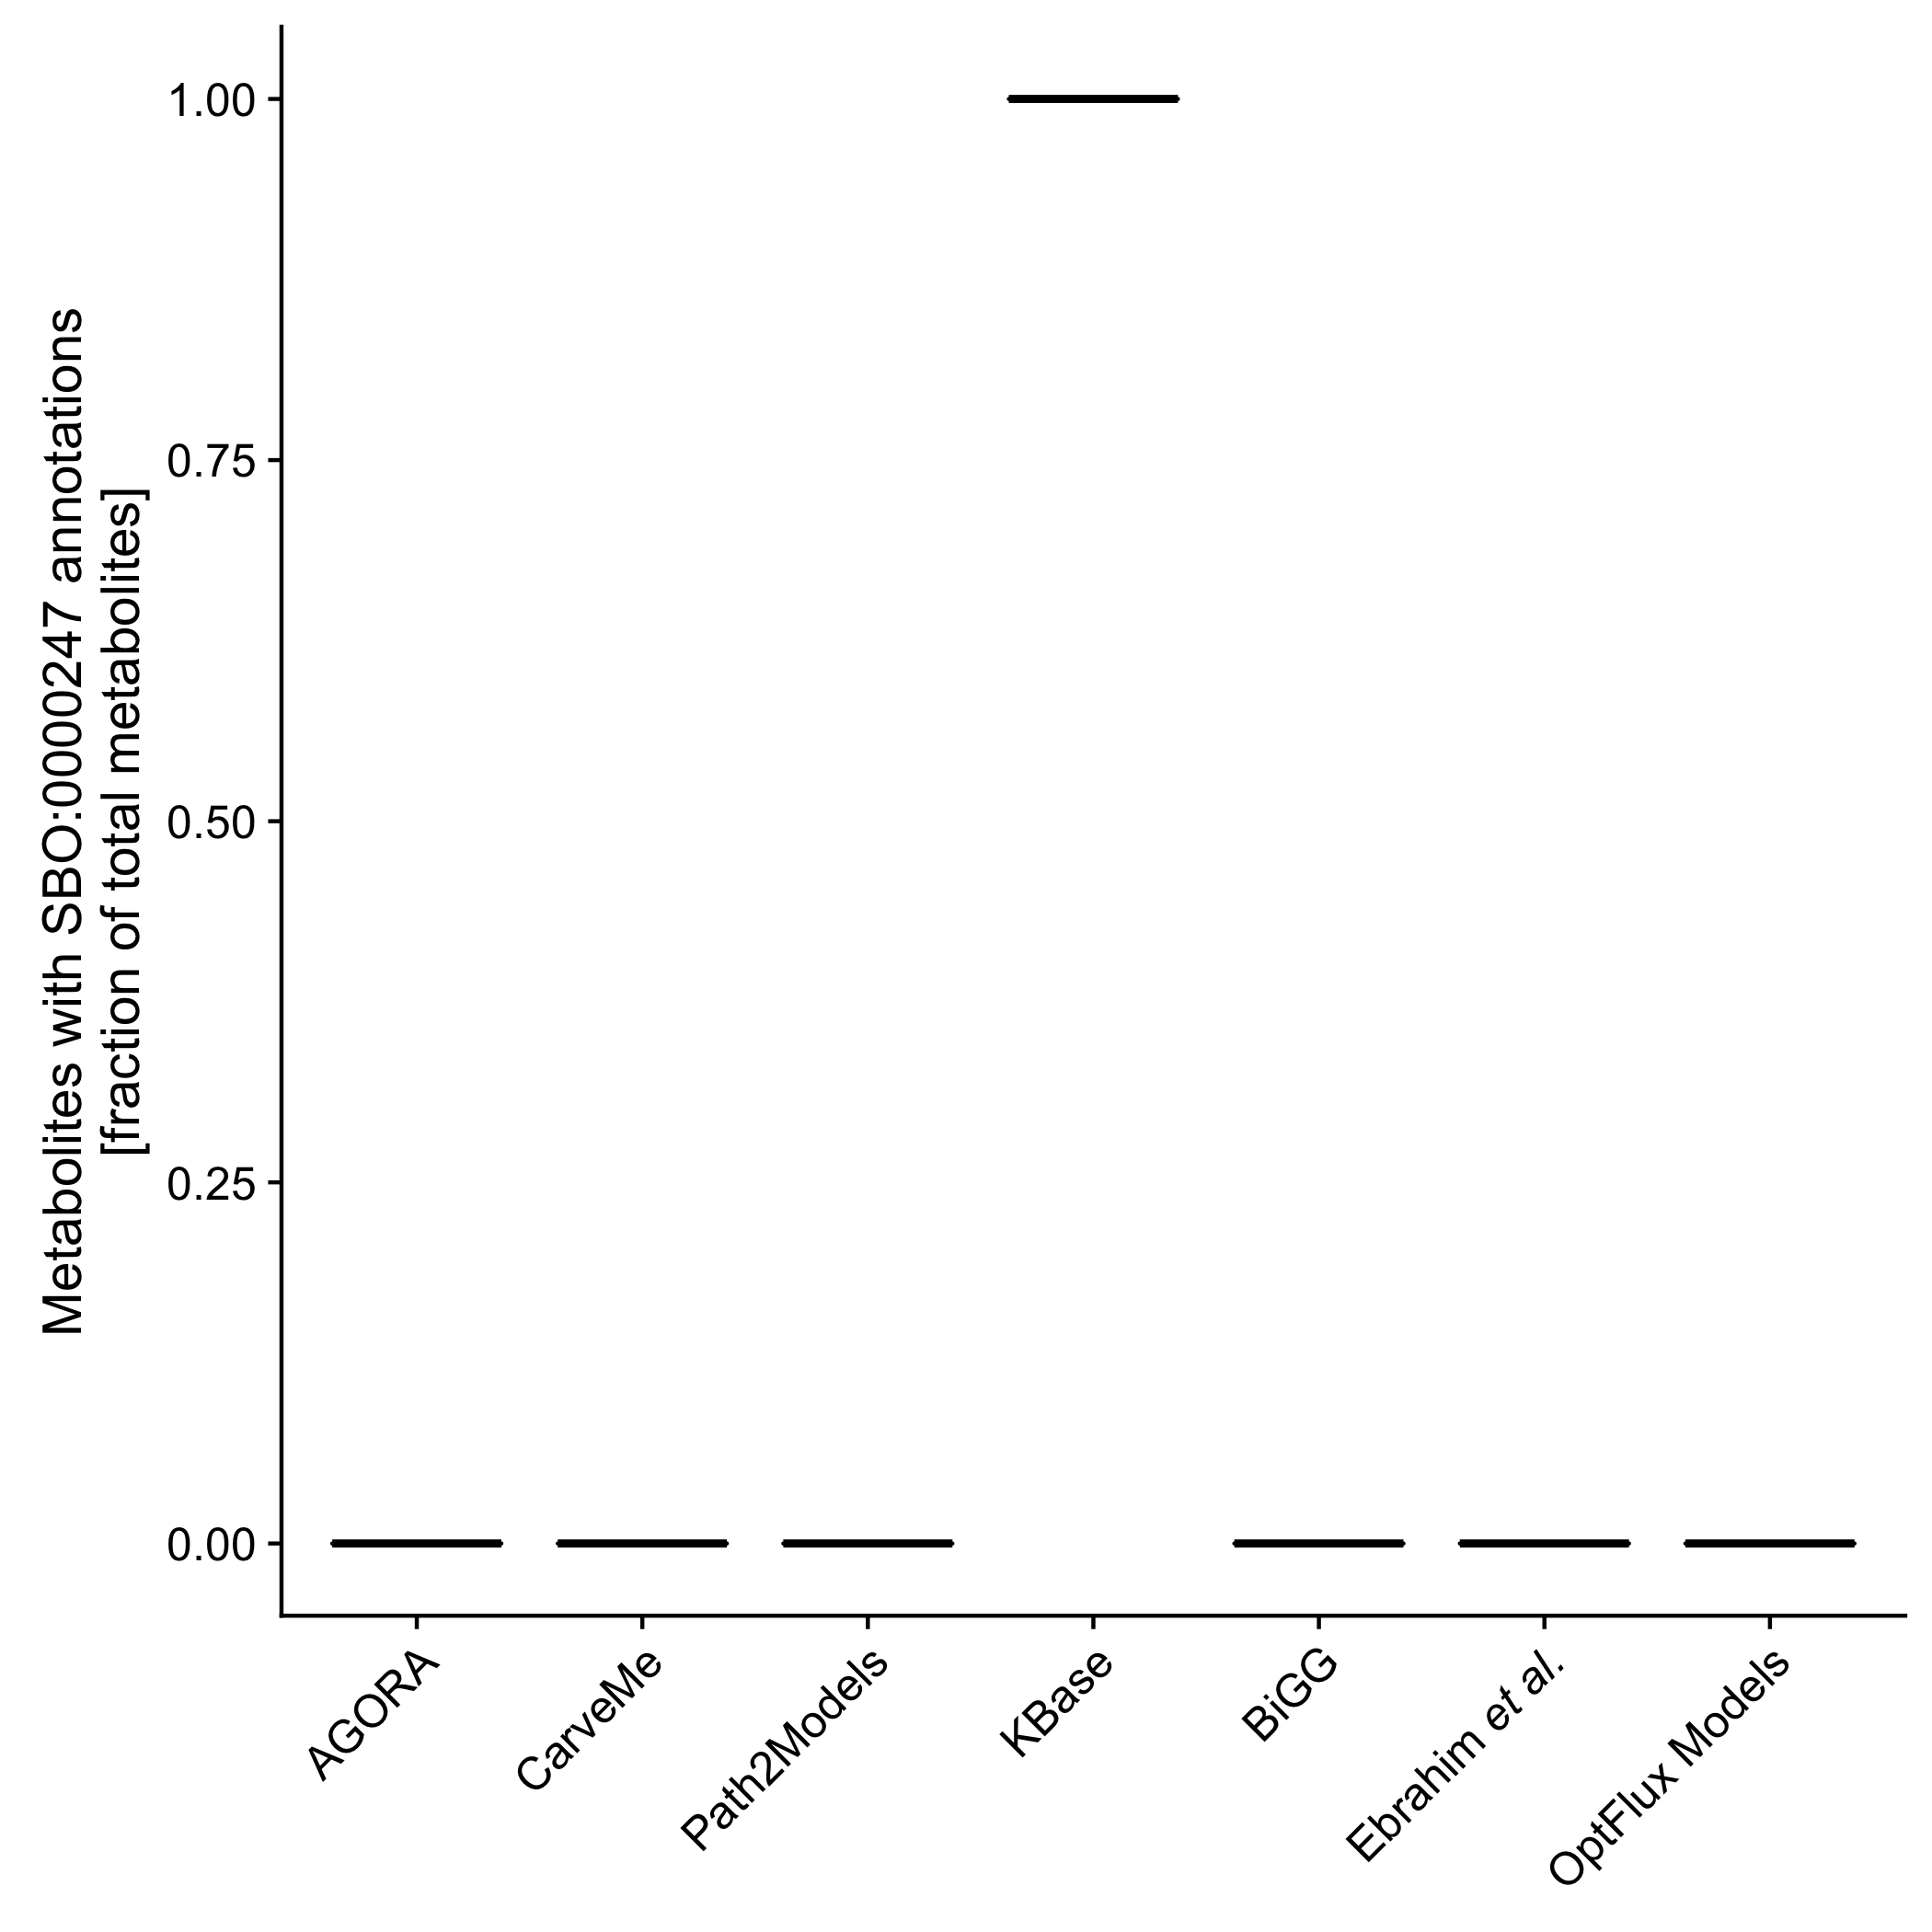 Metabolites with SBO:000247 annotations
[fraction of total metabolites]
1.00
0.75
0.50
0.25
0.00
AGORA
CarveMe
Path2Models
KBase
BiGG
Ebrahim et al.
OptFlux Models